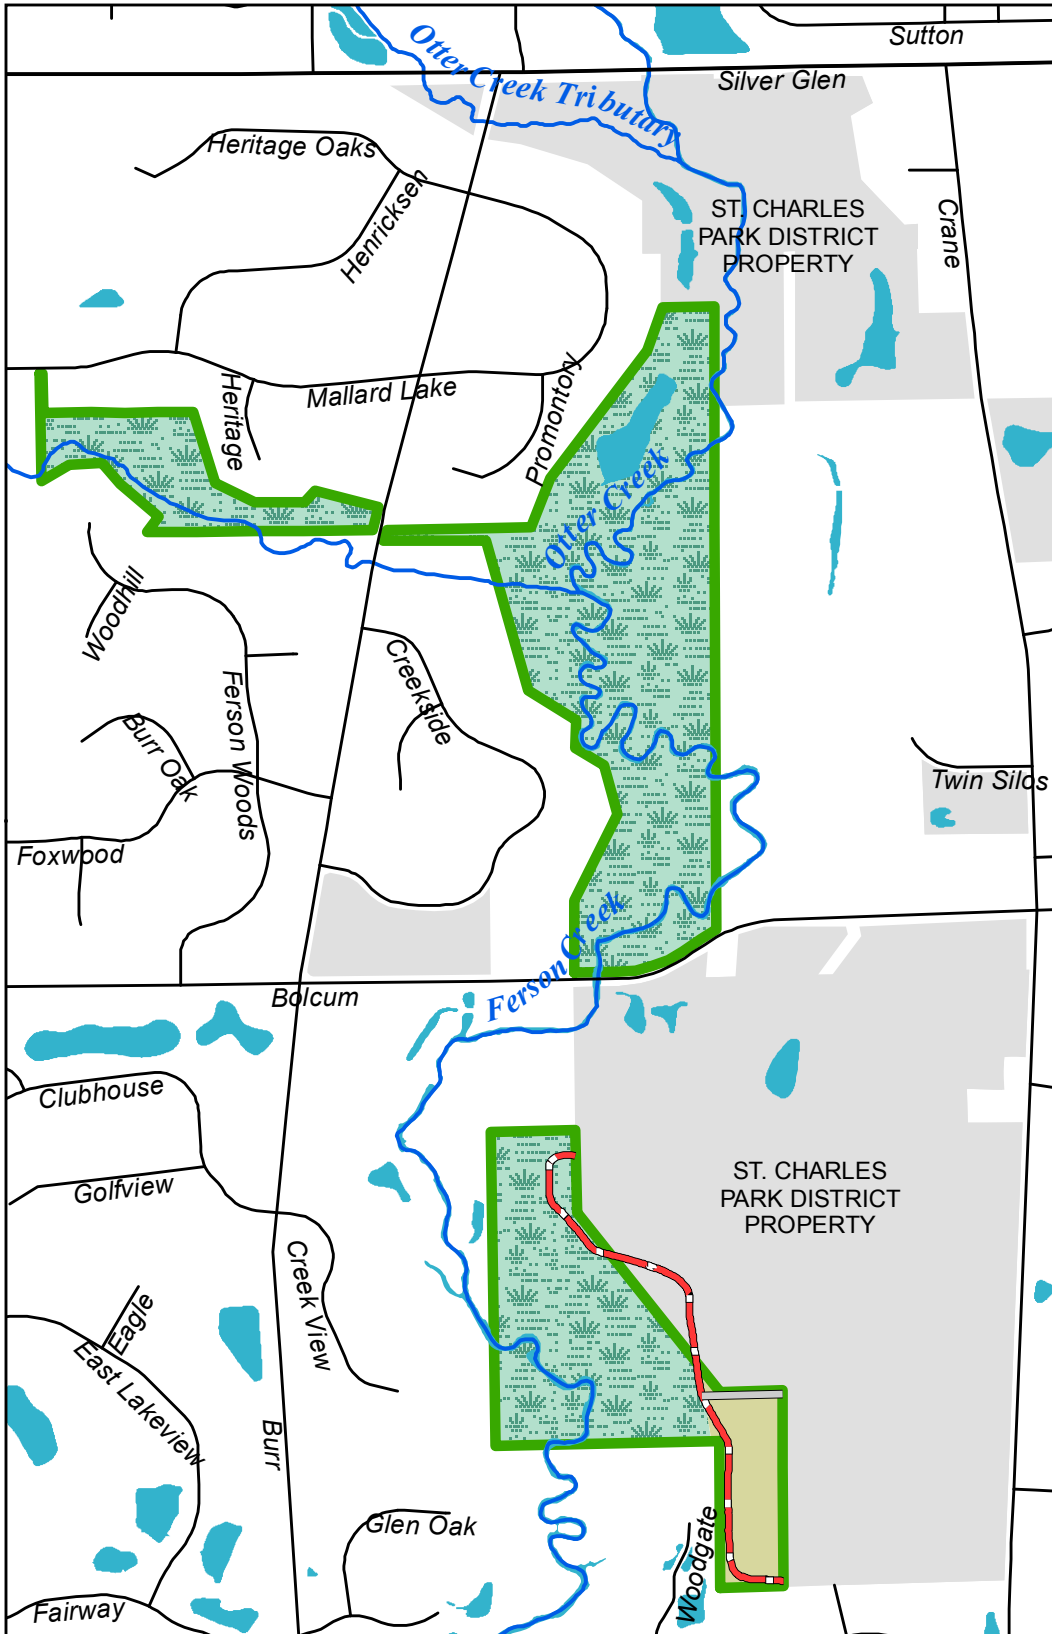 Sutton
Otter Creek Tributary
Silver Glen
Heritage Oaks
Henricksen
Crane
ST. CHARLES
PARK DISTRICT
PROPERTY
Heritage
Mallard Lake
Promontory
Otter Creek
Woodhill
Creekside
Ferson Woods
Burr Oak
Twin Silos
Foxwood
Ferson Creek
Bolcum
Clubhouse
Golfview
ST. CHARLES
PARK DISTRICT
PROPERTY
Creek View
Eagle
East Lakeview
Burr
Glen Oak
Woodgate
Fairway